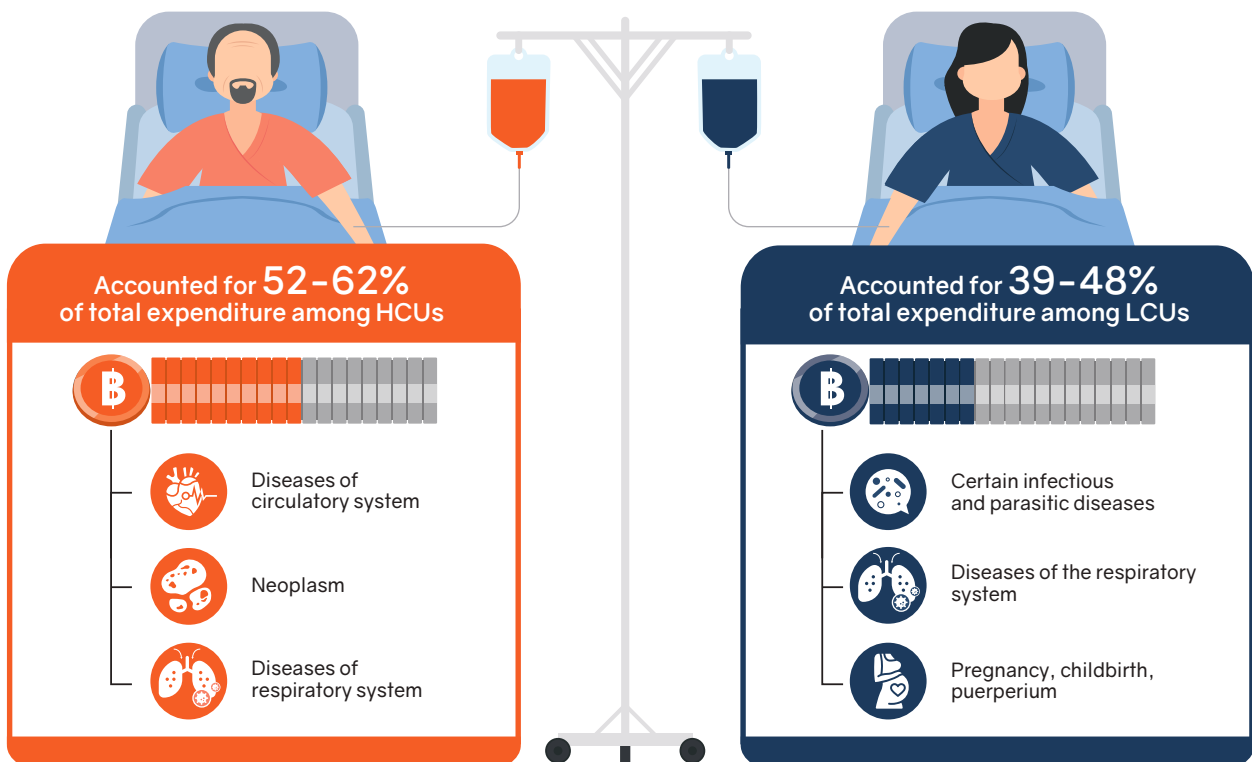 Accounted for 52–62%
of total expenditure among HCUs
฿
Diseases of
circulatory system
Neoplasm
Diseases of
respiratory system
Accounted for 39–48%
of total expenditure among LCUs
฿
Certain infectious
and parasitic diseases
Diseases of the respiratory
system
Pregnancy, childbirth,
puerperium